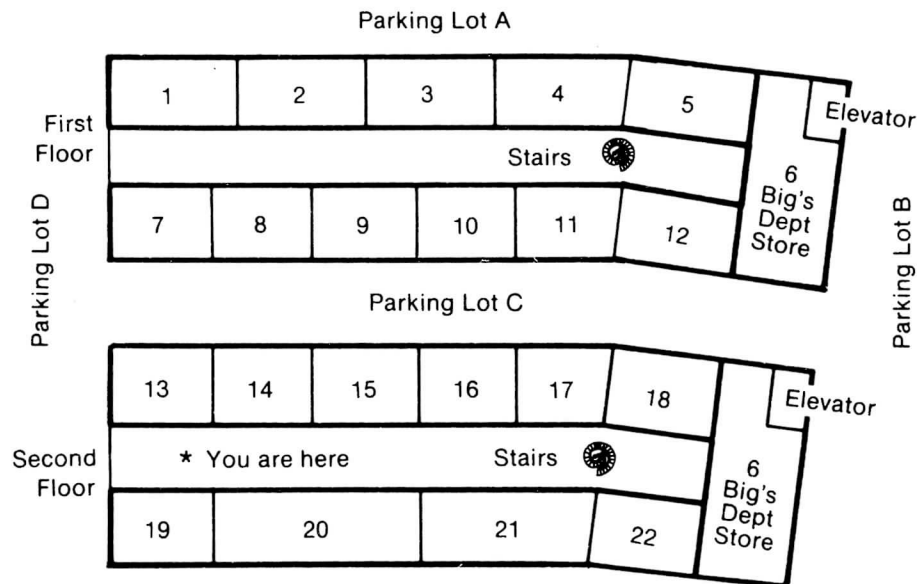 Parking Lot A
1 2 3 4 5
Elevator
First
Floor
Stairs
6
Big's
Dept
Store
7 8 9 10 11 12
Parking Lot D
Parking Lot B
Parking Lot C
13 14 15 16 17 18
Elevator
Second
Floor
* You are here
Stairs
6
Big's
Dept
Store
19 20 21 22